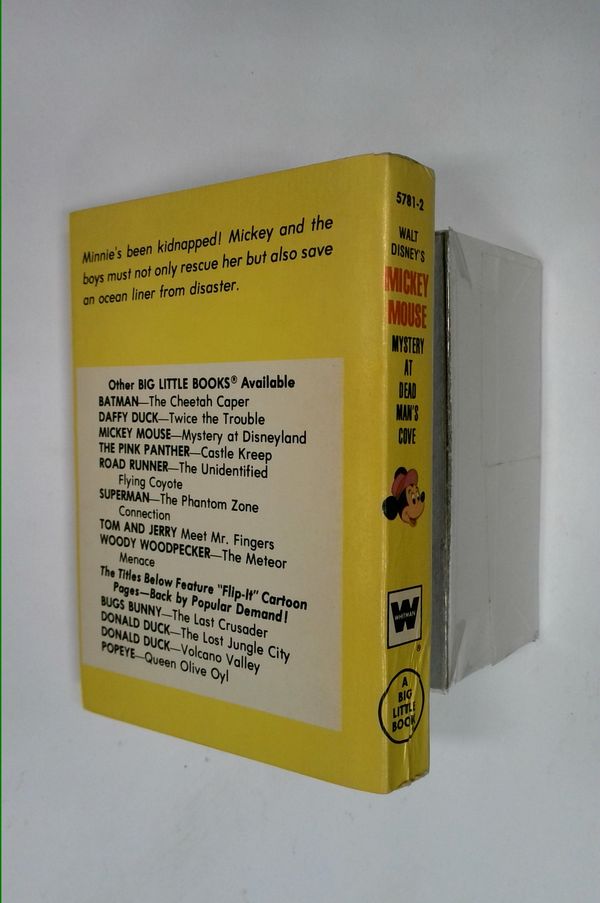 Minnie's been kidnapped! Mickey and the
boys must not only rescue her but also save
an ocean liner from disaster.
Other BIG LITTLE BOOKS® Available
BATMAN—The Cheetah Caper
DAFFY DUCK—Twice the Trouble
MICKEY MOUSE—Mystery at Disneyland
THE PINK PANTHER—Castle Kreep
ROAD RUNNER—The Unidentified
Flying Coyote
SUPERMAN—The Phantom Zone
Connection
TOM AND JERRY Meet Mr. Fingers
WOODY WOODPECKER—The Meteor
Menace
The Titles Below Feature "Flip-It" Cartoon
Pages—Back by Popular Demand!
BUGS BUNNY—The Last Crusader
DONALD DUCK—The Lost Jungle City
DONALD DUCK—Volcano Valley
POPEYE—Queen Olive Oyl
5781-2
WALT
DISNEY'S
MICKEY
MOUSE
MYSTERY
AT
DEAD
MAN'S
COVE
W
WHITMAN
®
A
BIG
LITTLE
BOOK